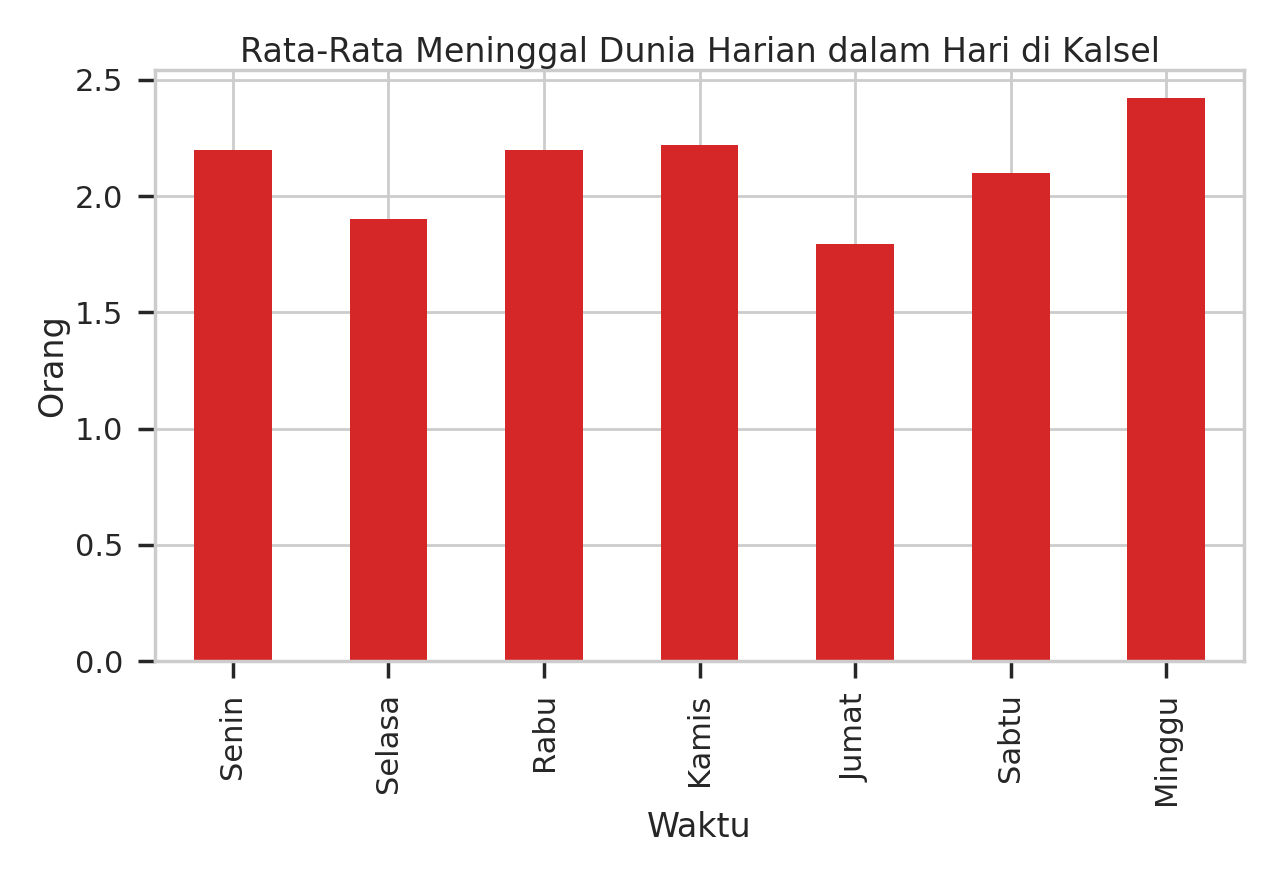 Rata-Rata Meninggal Dunia Harian dalam Hari di Kalsel
2.5
2.0
1.5
1.0
0.5
0.0
Orang
Senin
Selasa
Rabu
Kamis
Jumat
Sabtu
Minggu
Waktu